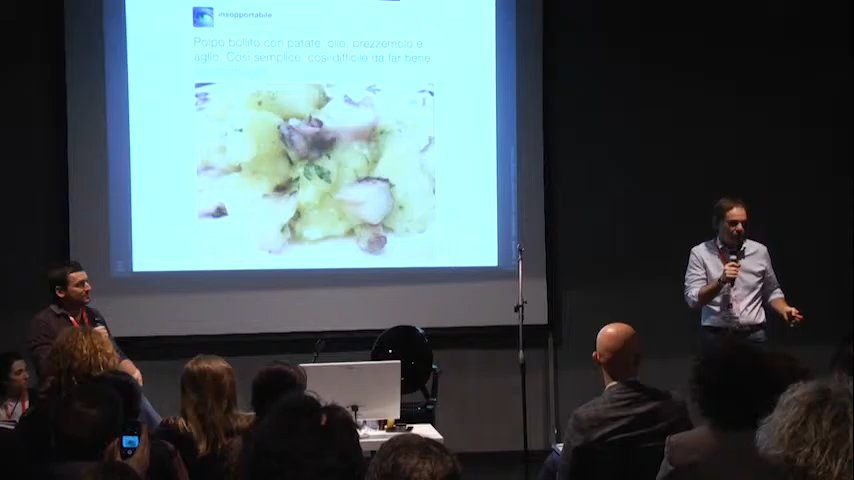 insopportabile
Polpo bollito con patate, olio, prezzemolo e
aglio. Così semplice, così difficile da far bene